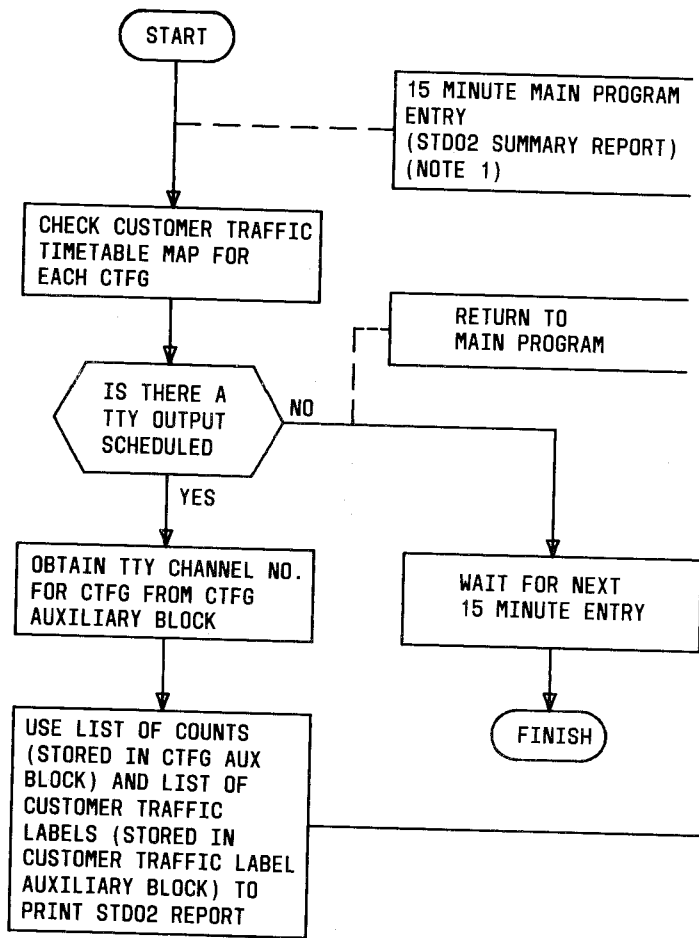 START
15 MINUTE MAIN PROGRAM
ENTRY
(STD02 SUMMARY REPORT)
(NOTE 1)
CHECK CUSTOMER TRAFFIC
TIMETABLE MAP FOR
EACH CTFG
RETURN TO
MAIN PROGRAM
IS THERE A
TTY OUTPUT
SCHEDULED
NO
YES
OBTAIN TTY CHANNEL NO.
FOR CTFG FROM CTFG
AUXILIARY BLOCK
WAIT FOR NEXT
15 MINUTE ENTRY
USE LIST OF COUNTS
(STORED IN CTFG AUX
BLOCK) AND LIST OF
CUSTOMER TRAFFIC
LABELS (STORED IN
CUSTOMER TRAFFIC LABEL
AUXILIARY BLOCK) TO
PRINT STD02 REPORT
FINISH